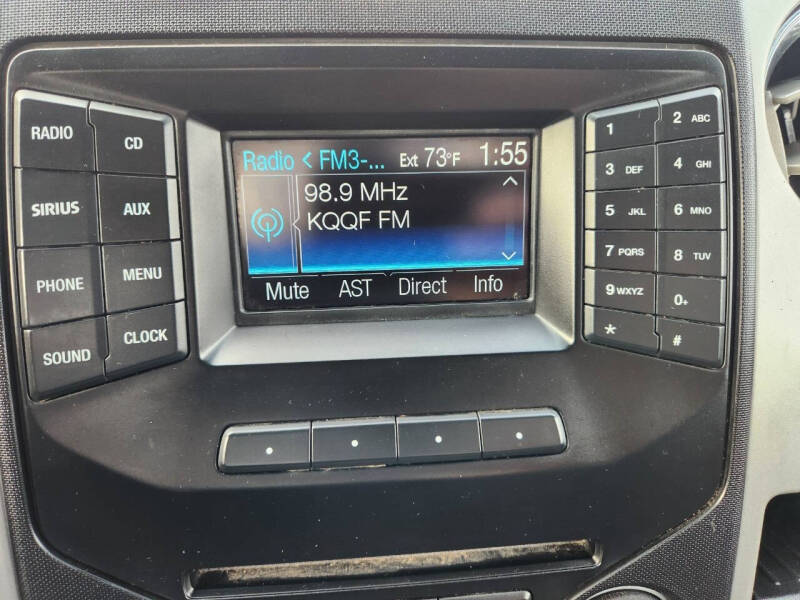 RADIO
CD
SIRIUS
AUX
PHONE
MENU
SOUND
CLOCK
Radio < FM3-... Ext 73°F 1:55
98.9 MHz
KQQF FM
Mute AST Direct Info
1
2 ABC
3 DEF
4 GHI
5 JKL
6 MNO
7 PQRS
8 TUV
9 WXYZ
0+
*
#